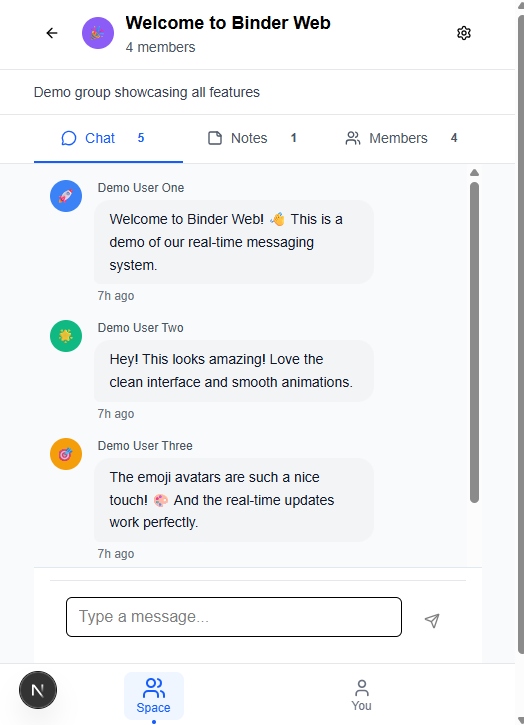 Welcome to Binder Web
4 members
Demo group showcasing all features
Chat 5 Notes 1 Members 4
Demo User One
Welcome to Binder Web! 👋 This is a
demo of our real-time messaging
system.
7h ago
Demo User Two
Hey! This looks amazing! Love the
clean interface and smooth animations.
7h ago
Demo User Three
The emoji avatars are such a nice
touch! 🎨 And the real-time updates
work perfectly.
7h ago
Type a message...
N
Space
You